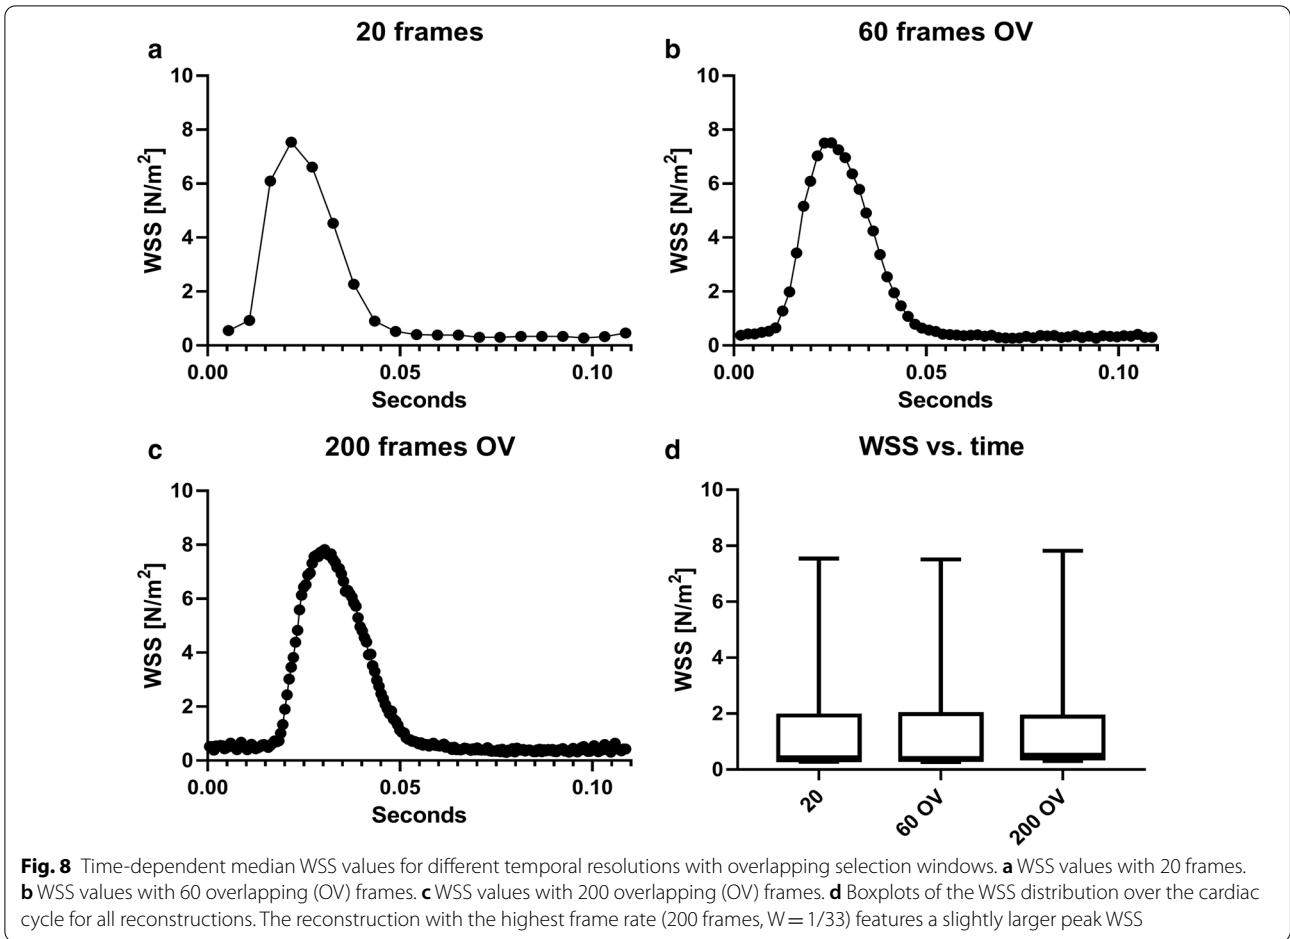 a
20 frames
10
8
6
4
2
0
WSS [N/m²]
0.00
0.05
0.10
Seconds
b
60 frames OV
10
8
6
4
2
0
WSS [N/m²]
0.00
0.05
0.10
Seconds
c
200 frames OV
10
8
6
4
2
0
WSS [N/m²]
0.00
0.05
0.10
Seconds
d
WSS vs. time
10
8
6
4
2
0
WSS [N/m²]
20
60 OV
200 OV
Fig. 8 Time-dependent median WSS values for different temporal resolutions with overlapping selection windows. a WSS values with 20 frames.
b WSS values with 60 overlapping (OV) frames. c WSS values with 200 overlapping (OV) frames. d Boxplots of the WSS distribution over the cardiac
cycle for all reconstructions. The reconstruction with the highest frame rate (200 frames, W = 1/33) features a slightly larger peak WSS